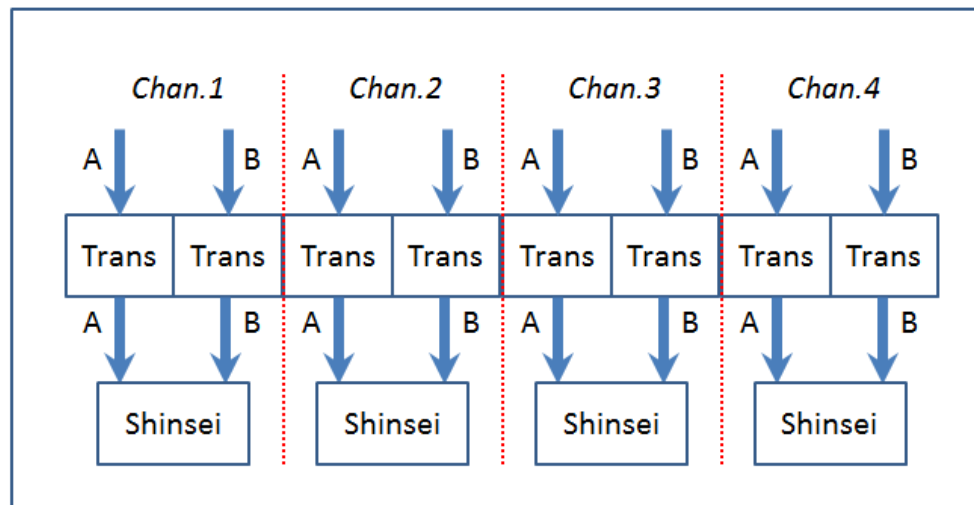 Chan.1 Chan.2 Chan.3 Chan.4
A B A B A B A B
Trans Trans Trans Trans Trans Trans Trans Trans
A B A B A B A B
Shinsei Shinsei Shinsei Shinsei